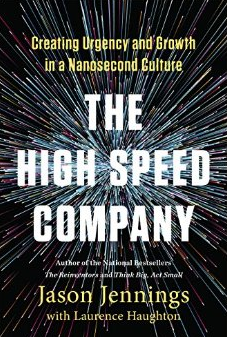 Creating Urgency and Growth
in a Nanosecond Culture
THE
HIGH SPEED
COMPANY
Author of the National Bestsellers
The Reinventors and Think Big, Act Small
Jason Jennings
with Laurence Haughton